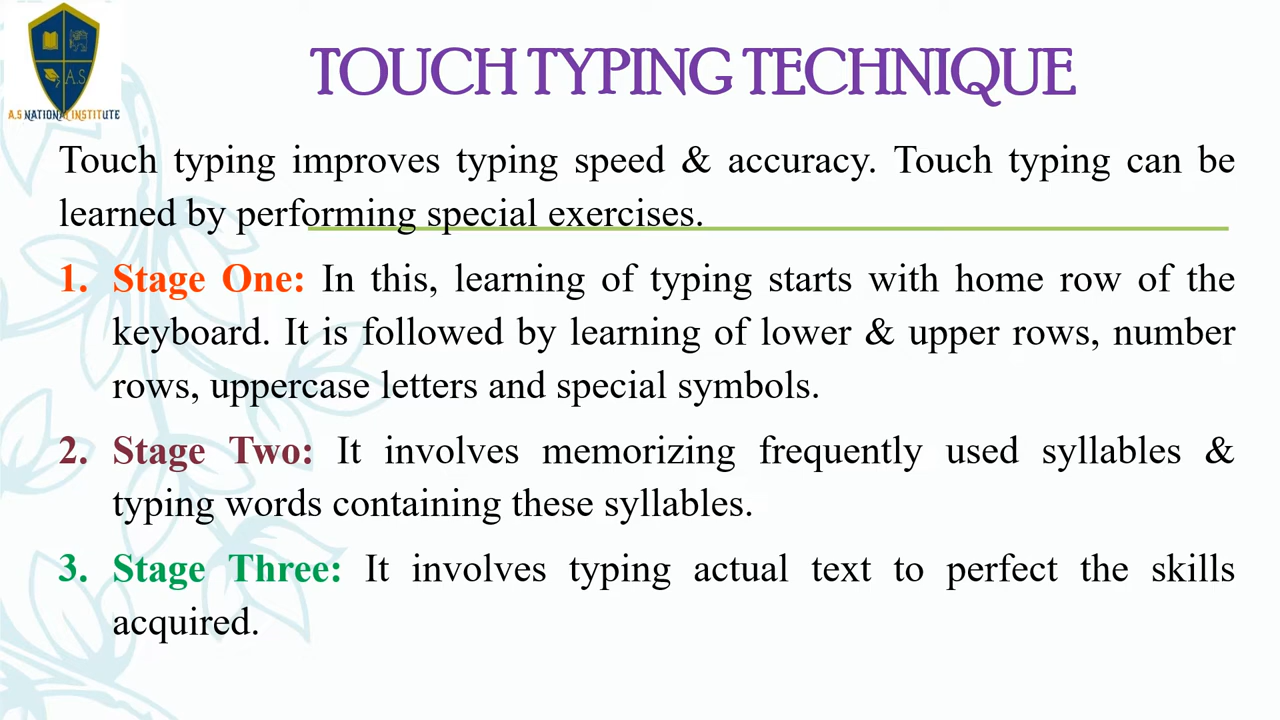 A.S
A.S NATIONAL INSTITUTE
TOUCH TYPING TECHNIQUE
Touch typing improves typing speed & accuracy. Touch typing can be
learned by performing special exercises.
1. Stage One: In this, learning of typing starts with home row of the
keyboard. It is followed by learning of lower & upper rows, number
rows, uppercase letters and special symbols.
2. Stage Two: It involves memorizing frequently used syllables &
typing words containing these syllables.
3. Stage Three: It involves typing actual text to perfect the skills
acquired.